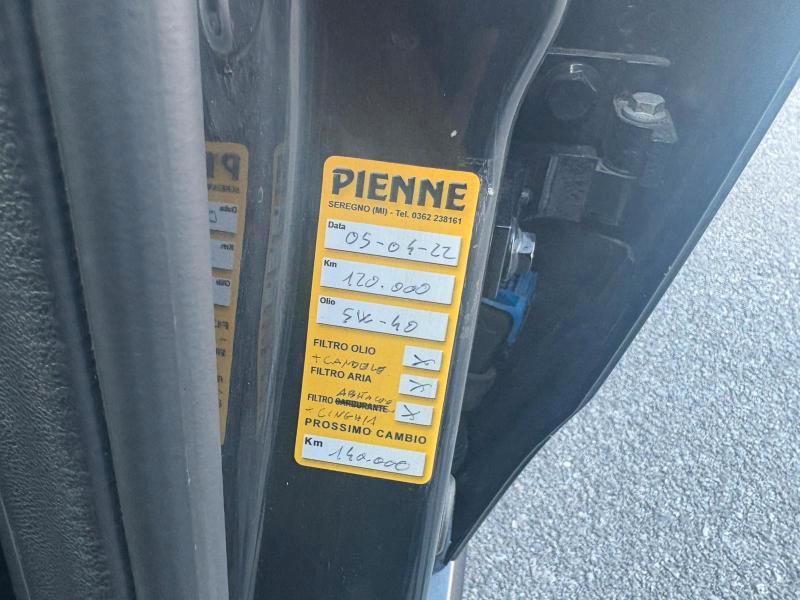 PIENNE
SEREGNO (MI) - Tel. 0362 238161
Data 05-04-22
Km 120.000
Olio 5W-40
FILTRO OLIO X
+ CANDELE
FILTRO ARIA X
ABITACOLO
FILTRO CARBURANTE X
+ CINGHIA
PROSSIMO CAMBIO
Km 140.000